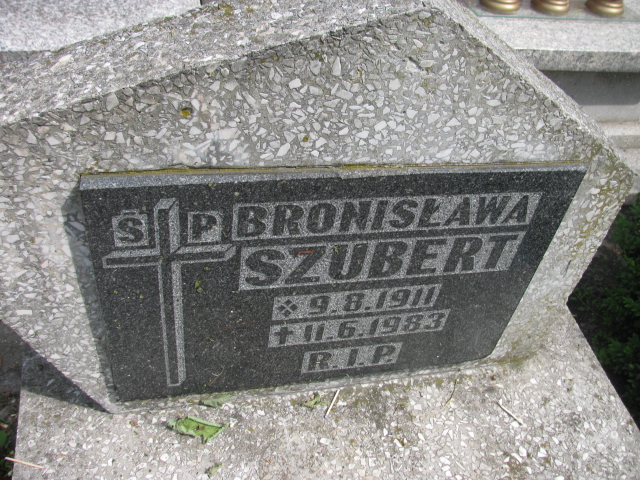 Ś P BRONISŁAWA
SZUBERT
9.8.1911
11.6.1983
R.I.P.